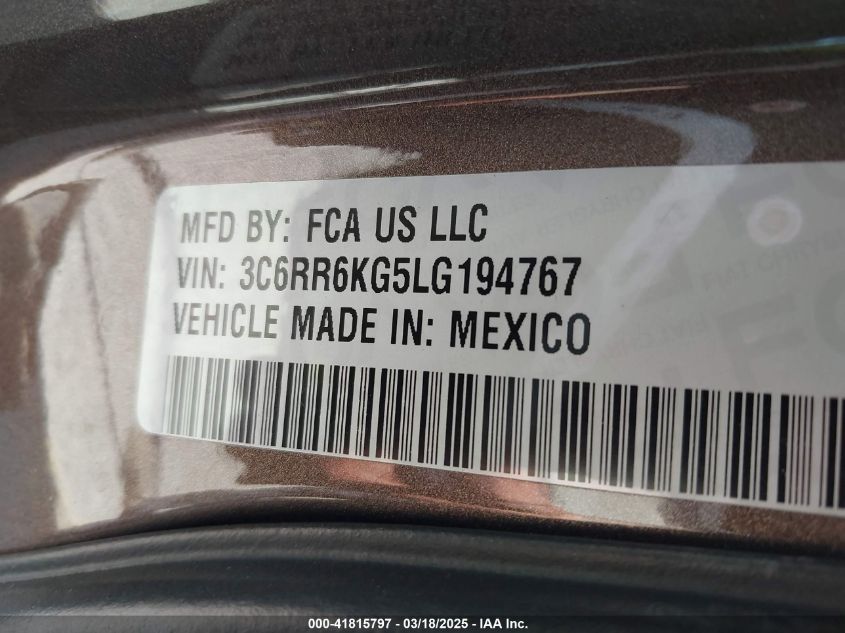 MFD BY: FCA US LLC
VIN: 3C6RR6KG5LG194767
VEHICLE MADE IN: MEXICO
000-41815797 - 03/18/2025 - IAA Inc.